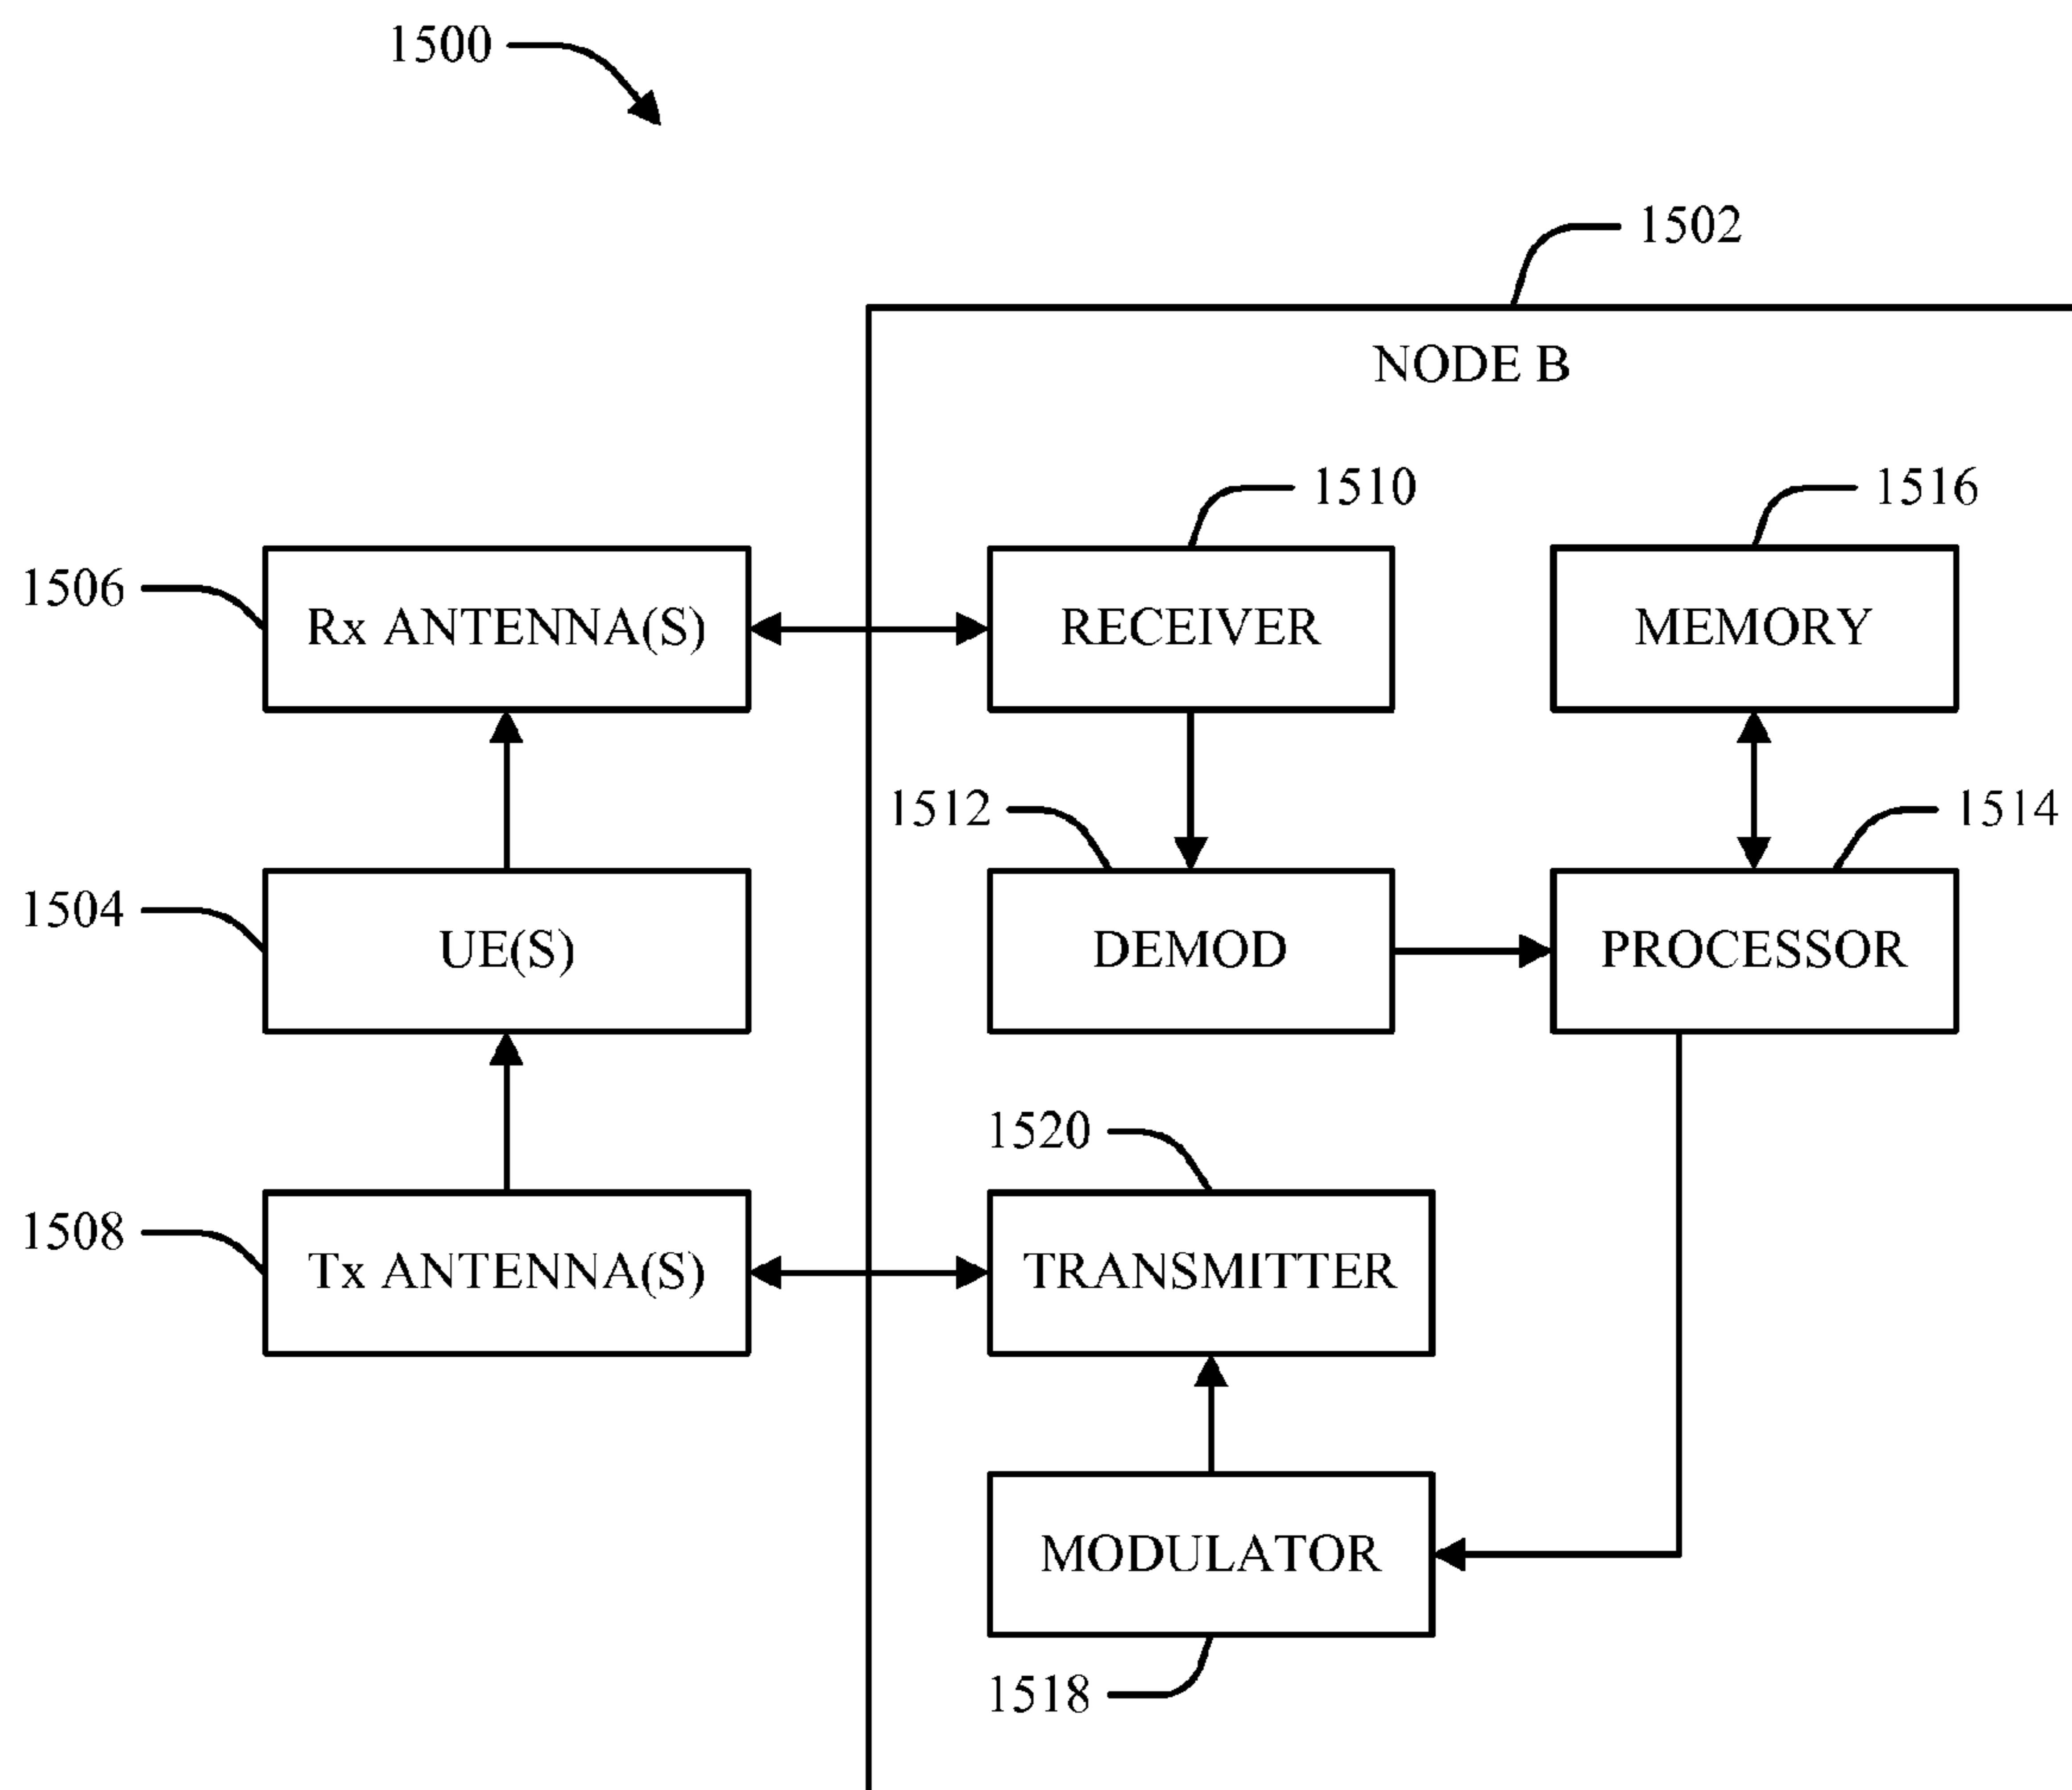 1500
1502
NODE B
1510
1516
1506
Rx ANTENNA(S)
RECEIVER
MEMORY
1512
1514
1504
UE(S)
DEMOD
PROCESSOR
1520
1508
Tx ANTENNA(S)
TRANSMITTER
MODULATOR
1518